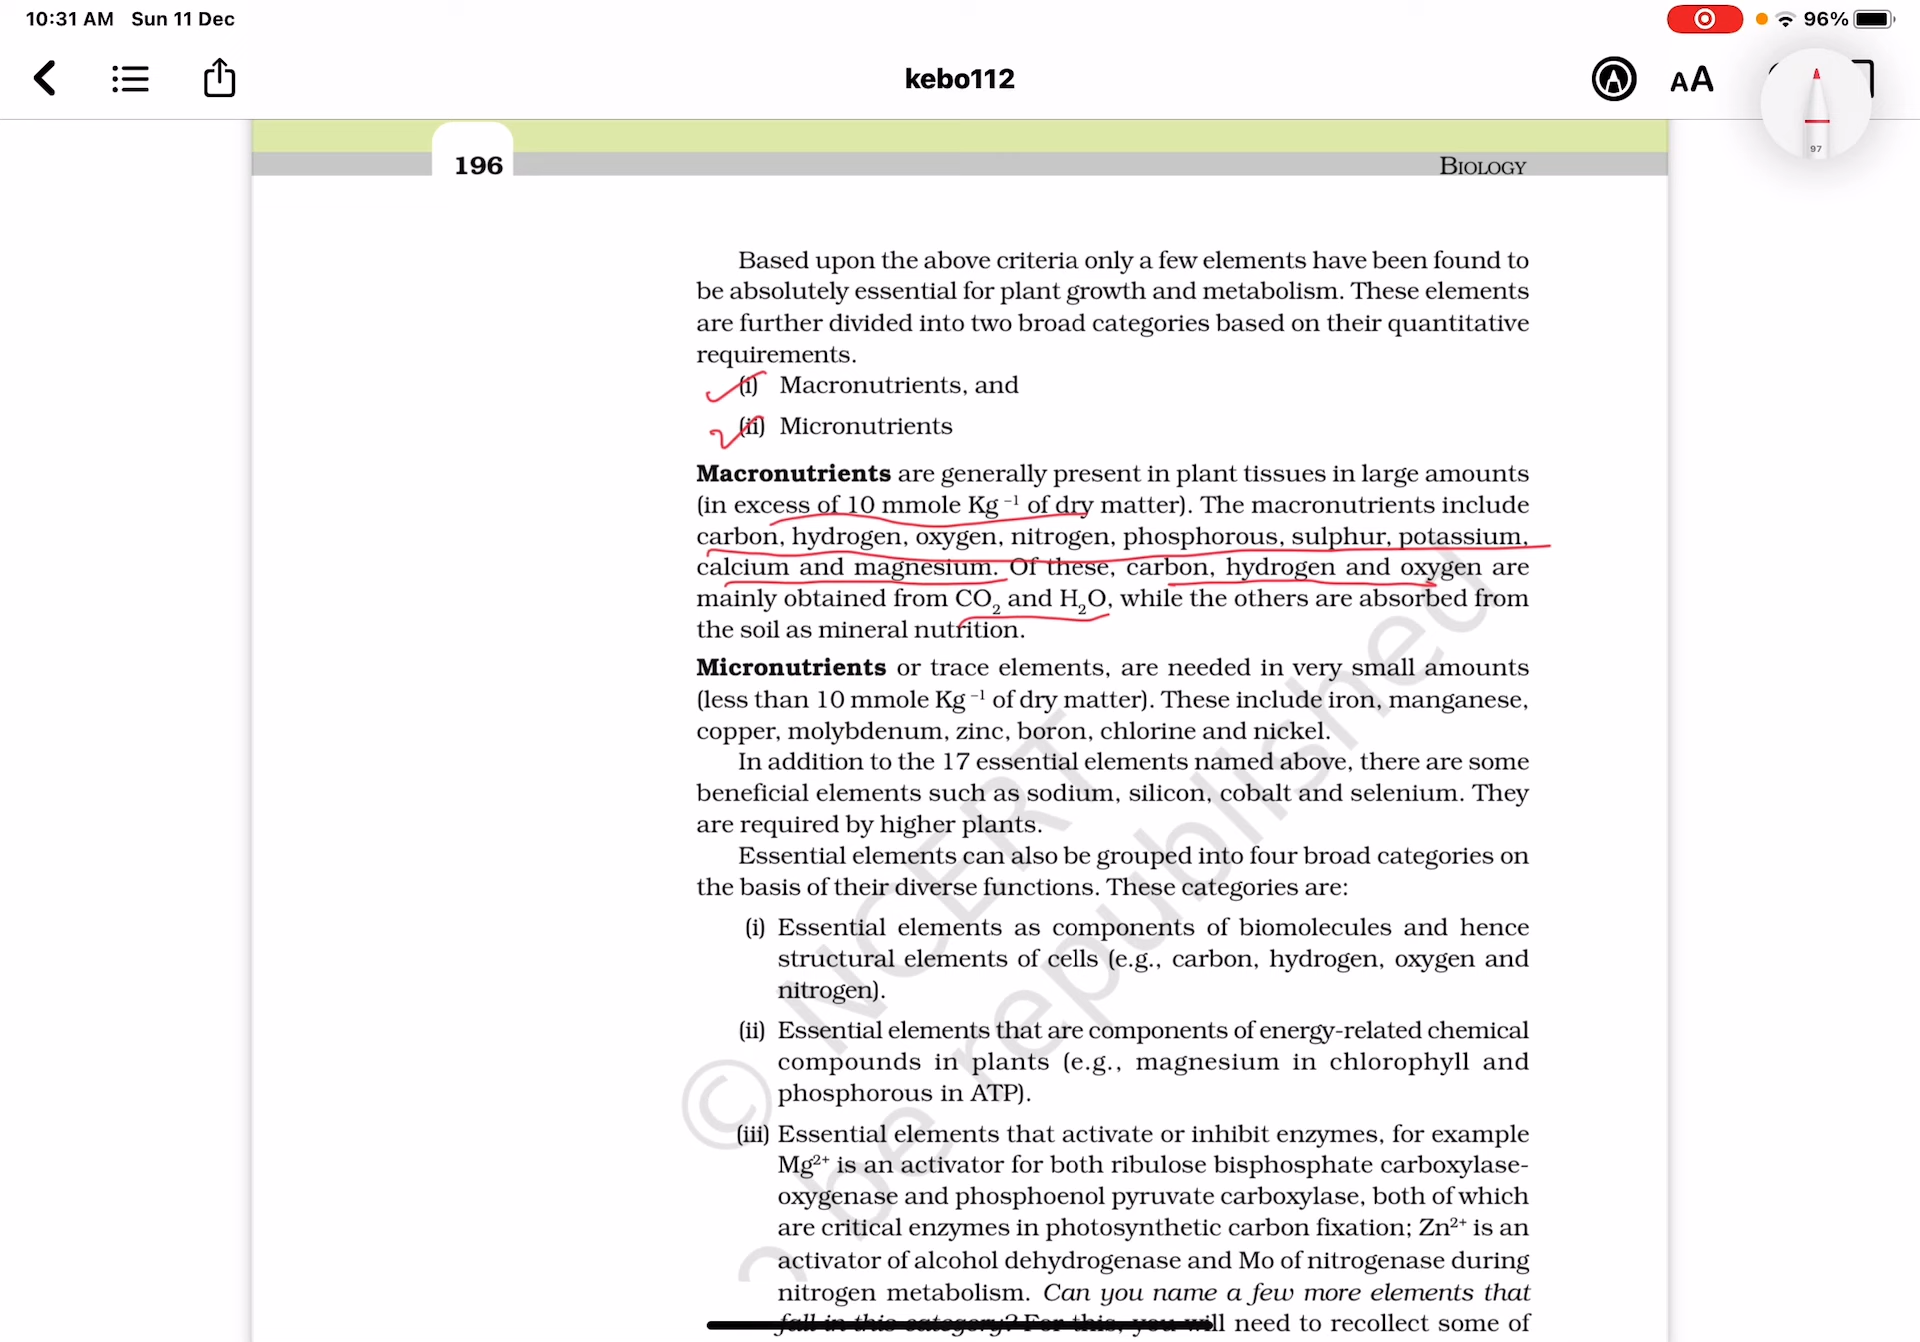 10:31 AM Sun 11 Dec
96%
kebo112
AA
97
196
BIOLOGY
Based upon the above criteria only a few elements have been found to
be absolutely essential for plant growth and metabolism. These elements
are further divided into two broad categories based on their quantitative
requirements.
(i) Macronutrients, and
(ii) Micronutrients
Macronutrients are generally present in plant tissues in large amounts
(in excess of 10 mmole Kg⁻¹ of dry matter). The macronutrients include
carbon, hydrogen, oxygen, nitrogen, phosphorous, sulphur, potassium,
calcium and magnesium. Of these, carbon, hydrogen and oxygen are
mainly obtained from CO₂ and H₂O, while the others are absorbed from
the soil as mineral nutrition.
Micronutrients or trace elements, are needed in very small amounts
(less than 10 mmole Kg⁻¹ of dry matter). These include iron, manganese,
copper, molybdenum, zinc, boron, chlorine and nickel.
In addition to the 17 essential elements named above, there are some
beneficial elements such as sodium, silicon, cobalt and selenium. They
are required by higher plants.
Essential elements can also be grouped into four broad categories on
the basis of their diverse functions. These categories are:
(i) Essential elements as components of biomolecules and hence
structural elements of cells (e.g., carbon, hydrogen, oxygen and
nitrogen).
(ii) Essential elements that are components of energy-related chemical
compounds in plants (e.g., magnesium in chlorophyll and
phosphorous in ATP).
(iii) Essential elements that activate or inhibit enzymes, for example
Mg²⁺ is an activator for both ribulose bisphosphate carboxylase-
oxygenase and phosphoenol pyruvate carboxylase, both of which
are critical enzymes in photosynthetic carbon fixation; Zn²⁺ is an
activator of alcohol dehydrogenase and Mo of nitrogenase during
nitrogen metabolism. Can you name a few more elements that
fall in this category? For this, you will need to recollect some of
© NCERT
be republished